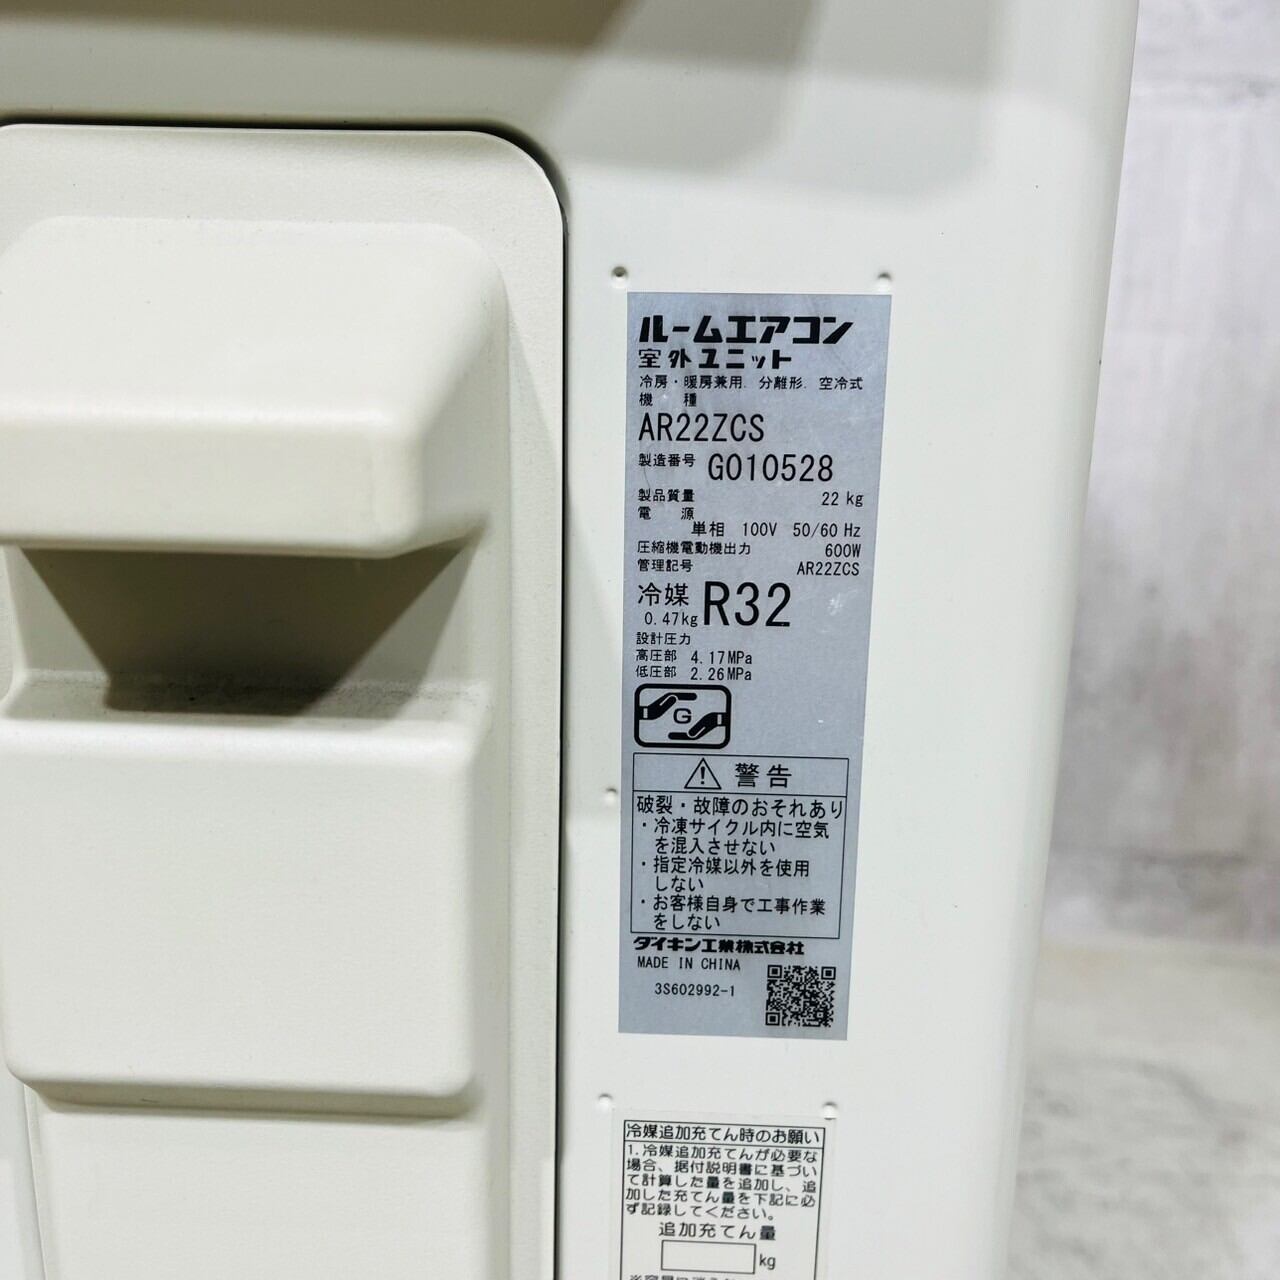 ルームエアコン
室外ユニット
冷房・暖房兼用. 分離形. 空冷式
機 種
AR22ZCS
製造番号 G010528
製品質量 22 kg
電 源
単相 100V 50/60 Hz
圧縮機電動機出力 600W
管理記号 AR22ZCS
冷媒 R32
0.47kg
設計圧力
高圧部 4.17MPa
低圧部 2.26MPa
G
警告
破裂・故障のおそれあり
・冷凍サイクル内に空気
を混入させない
・指定冷媒以外を使用
しない
・お客様自身で工事作業
をしない
ダイキン工業株式会社
MADE IN CHINA
3S602992-1
冷媒追加充てん時のお願い
1.冷媒追加充てんが必要な
場合、据付説明書に基づい
て計算した量を追加し、追
加した充てん量を下記に必
ず記録してください。
追加充てん量
kg